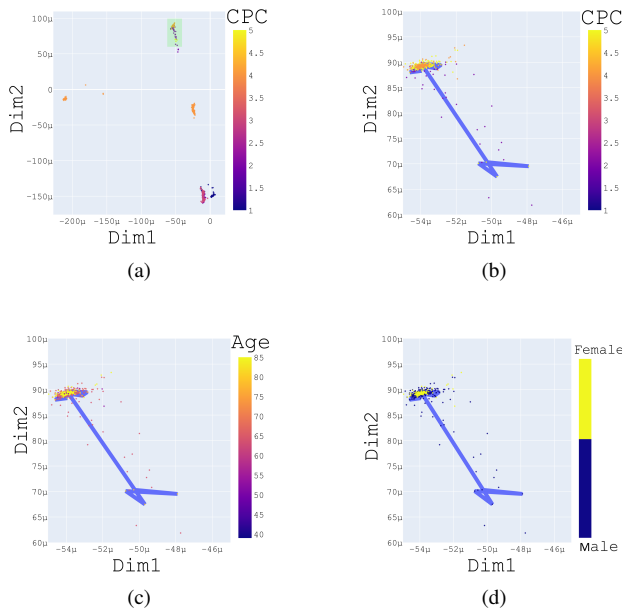 CPC
100μ
50μ
0
−50μ
−100μ
−150μ
Dim2
−200μ −150μ −100μ −50μ 0
Dim1
5
4.5
4
3.5
3
2.5
2
1.5
1
(a)
CPC
100μ
95μ
90μ
85μ
80μ
75μ
70μ
65μ
60μ
Dim2
−54μ −52μ −50μ −48μ −46μ
Dim1
5
4.5
4
3.5
3
2.5
2
1.5
1
(b)
Age
100μ
95μ
90μ
85μ
80μ
75μ
70μ
65μ
60μ
Dim2
−54μ −52μ −50μ −48μ −46μ
Dim1
85
80
75
70
65
60
55
50
45
40
(c)
Female
100μ
95μ
90μ
85μ
80μ
75μ
70μ
65μ
60μ
Dim2
−54μ −52μ −50μ −48μ −46μ
Dim1
Male
(d)